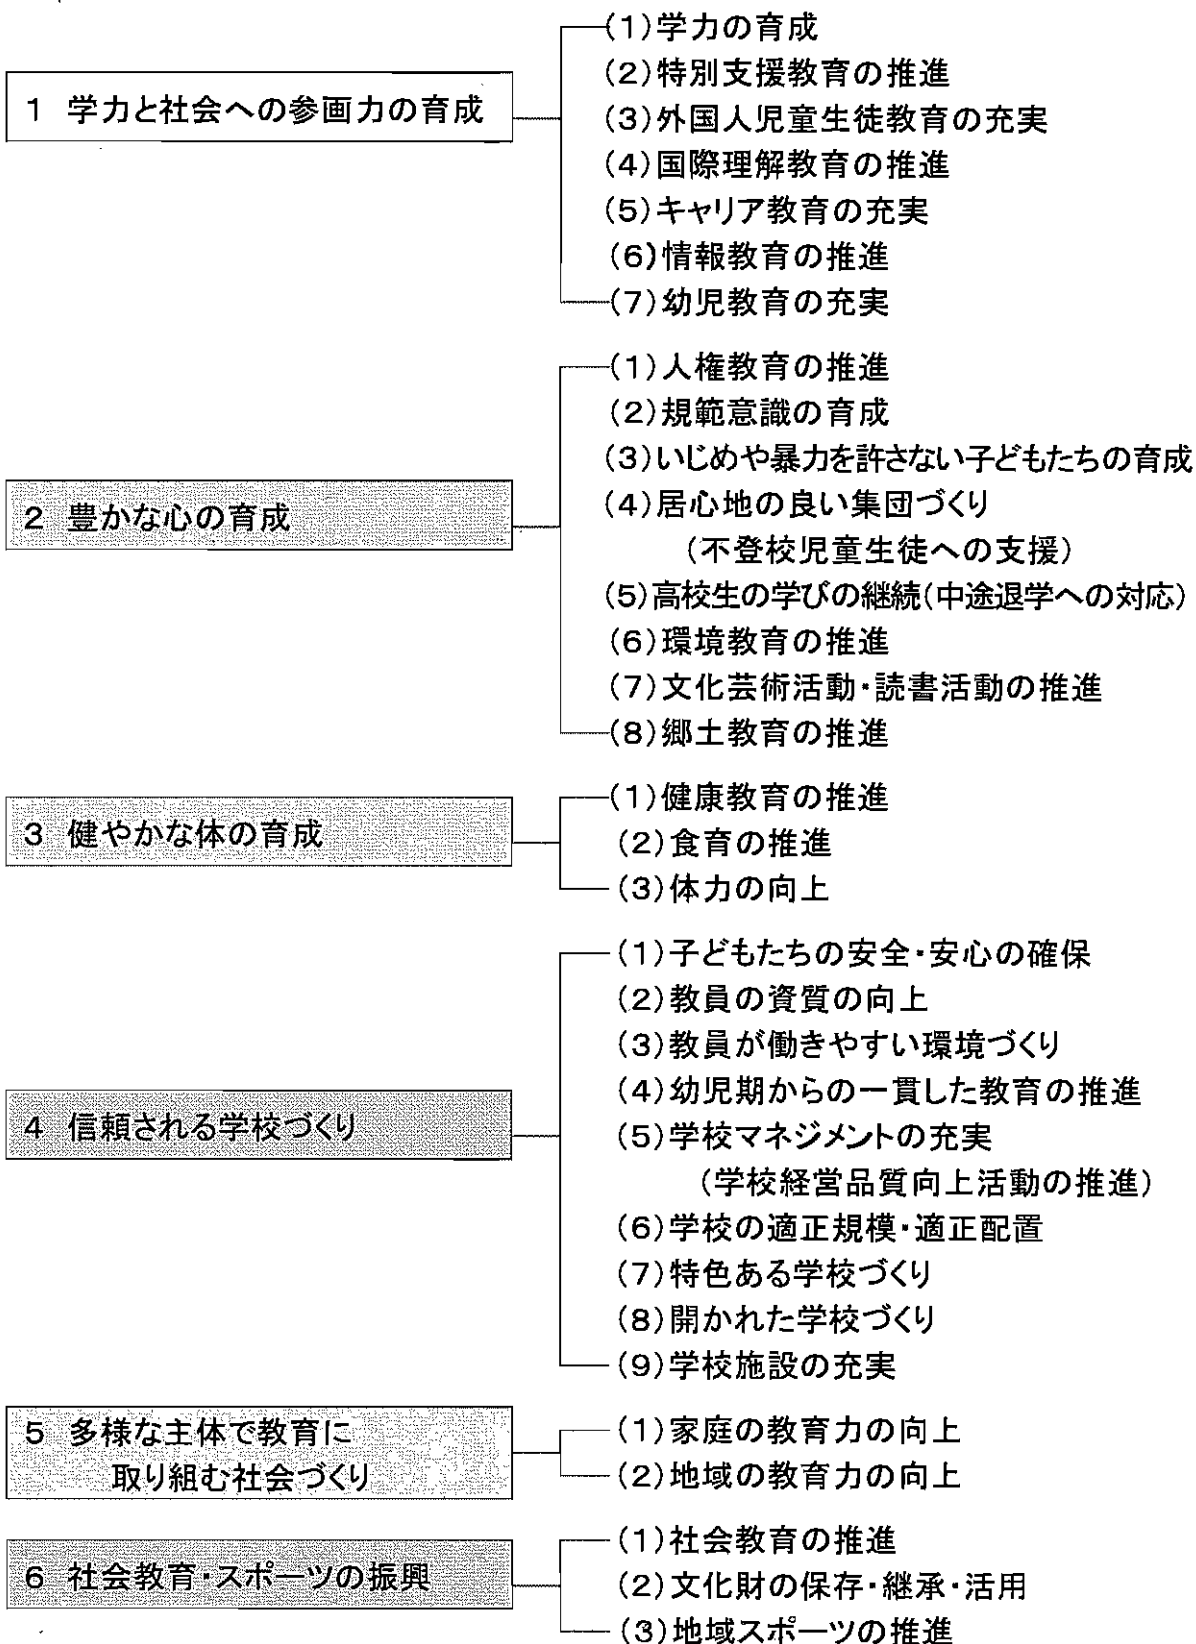 1 学力と社会への参画力の育成
(1)学力の育成
(2)特別支援教育の推進
(3)外国人児童生徒教育の充実
(4)国際理解教育の推進
(5)キャリア教育の充実
(6)情報教育の推進
(7)幼児教育の充実
2 豊かな心の育成
(1)人権教育の推進
(2)規範意識の育成
(3)いじめや暴力を許さない子どもたちの育成
(4)居心地の良い集団づくり
(不登校児童生徒への支援)
(5)高校生の学びの継続(中途退学への対応)
(6)環境教育の推進
(7)文化芸術活動・読書活動の推進
(8)郷土教育の推進
3 健やかな体の育成
(1)健康教育の推進
(2)食育の推進
(3)体力の向上
4 信頼される学校づくり
(1)子どもたちの安全・安心の確保
(2)教員の資質の向上
(3)教員が働きやすい環境づくり
(4)幼児期からの一貫した教育の推進
(5)学校マネジメントの充実
(学校経営品質向上活動の推進)
(6)学校の適正規模・適正配置
(7)特色ある学校づくり
(8)開かれた学校づくり
(9)学校施設の充実
5 多様な主体で教育に
取り組む社会づくり
(1)家庭の教育力の向上
(2)地域の教育力の向上
6 社会教育・スポーツの振興
(1)社会教育の推進
(2)文化財の保存・継承・活用
(3)地域スポーツの推進